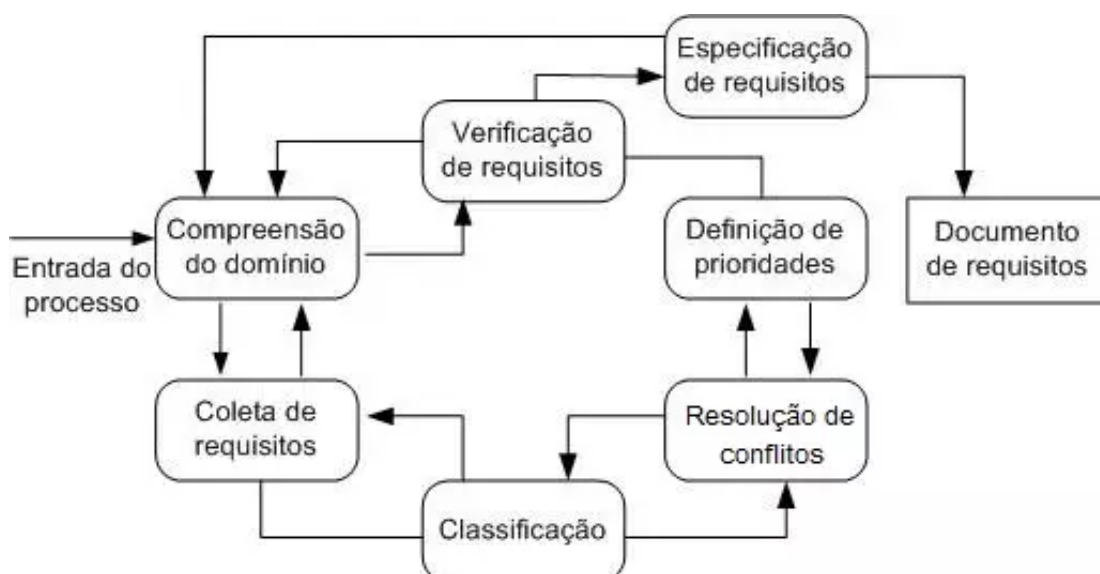 Especificação
de requisitos
Verificação
de requisitos
Compreensão
do domínio
Definição de
prioridades
Documento
de requisitos
Entrada do
processo
Coleta de
requisitos
Resolução de
conflitos
Classificação